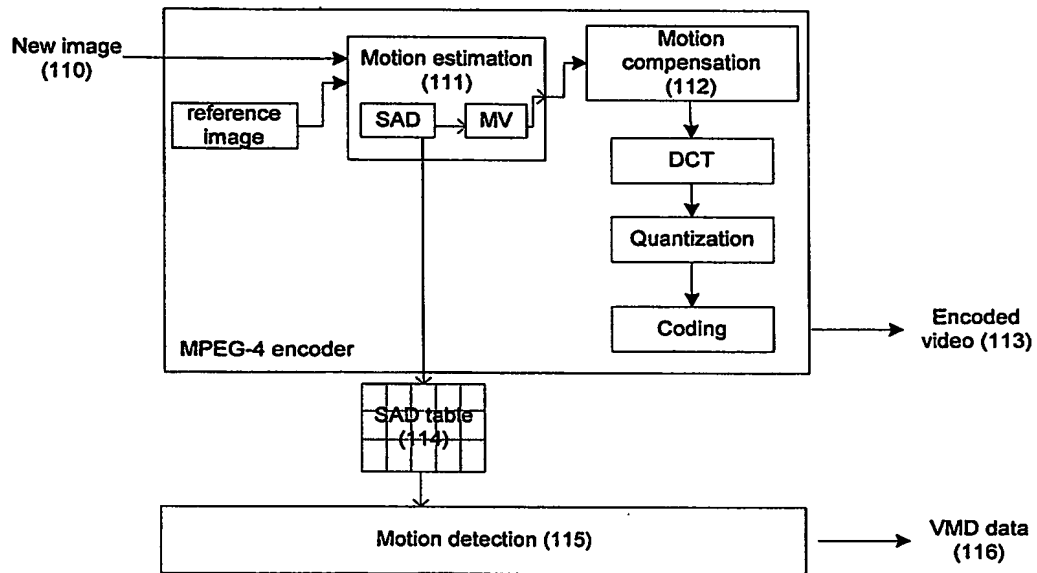 New image
(110)
reference
image
Motion estimation
(111)
SAD
MV
Motion
compensation
(112)
DCT
Quantization
Coding
MPEG-4 encoder
Encoded
video (113)
SAD table
(114)
Motion detection (115)
VMD data
(116)